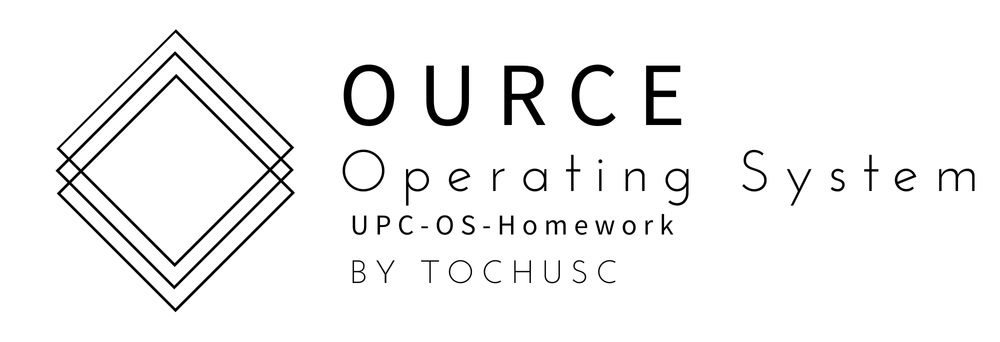 OURCE
Operating System
UPC-OS-Homework
BY TOCHUSC